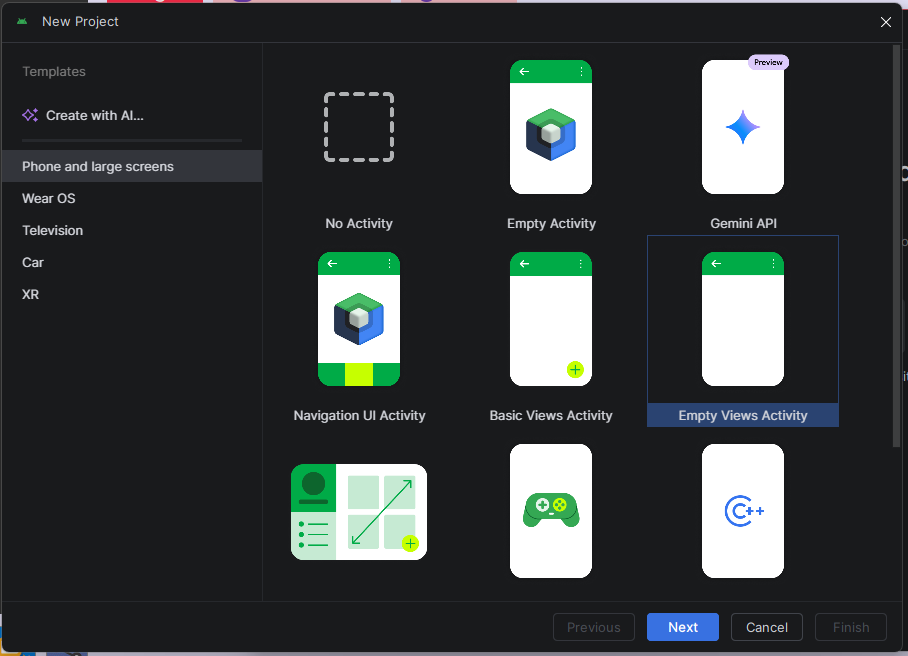 New Project
Templates
Create with AI...
Phone and large screens
Wear OS
Television
Car
XR
Preview
No Activity
Empty Activity
Gemini API
Navigation UI Activity
Basic Views Activity
Empty Views Activity
C++
Previous
Next
Cancel
Finish